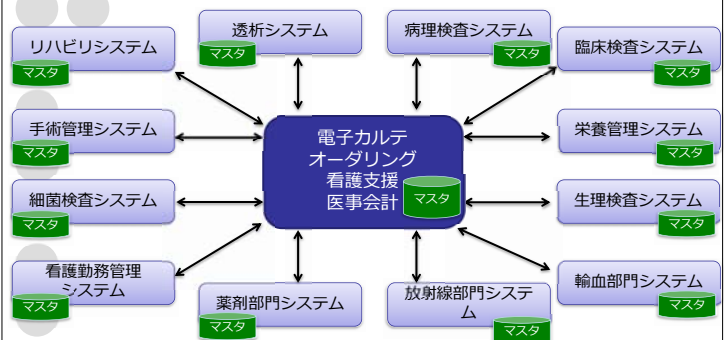 リハビリシステム
マスタ
透析システム
マスタ
病理検査システム
マスタ
臨床検査システム
マスタ
手術管理システム
マスタ
電子カルテ
オーダリング
看護支援
医事会計
マスタ
栄養管理システム
マスタ
細菌検査システム
マスタ
生理検査システム
マスタ
看護勤務管理
システム
マスタ
薬剤部門システム
マスタ
放射線部門システ
ム
マスタ
輸血部門システム
マスタ